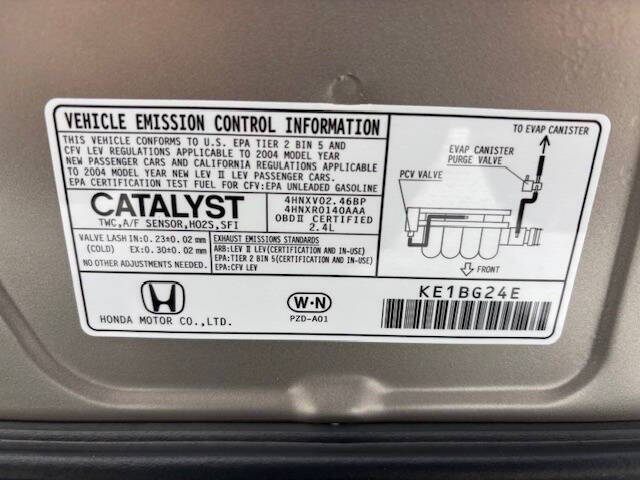 VEHICLE EMISSION CONTROL INFORMATION
THIS VEHICLE CONFORMS TO U.S. EPA TIER 2 BIN 5 AND
CFV LEV REGULATIONS APPLICABLE TO 2004 MODEL YEAR
NEW PASSENGER CARS AND CALIFORNIA REGULATIONS APPLICABLE
TO 2004 MODEL YEAR NEW LEV Ⅱ LEV PASSENGER CARS.
EPA CERTIFICATION TEST FUEL FOR CFV:EPA UNLEADED GASOLINE
CATALYST
TWC,A/F SENSOR,HO2S,SFI
4HNXV02.46BP
4HNXR0140AAA
OBDⅡ CERTIFIED
2.4L
VALVE LASH IN:0.23±0.02 mm
(COLD) EX:0.30±0.02 mm
NO OTHER ADJUSTMENTS NEEDED.
EXHAUST EMISSIONS STANDARDS
ARB:LEV Ⅱ LEV(CERTIFICATION AND IN-USE)
EPA:TIER 2 BIN 5(CERTIFICATION AND IN-USE)
EPA:CFV LEV
HONDA MOTOR CO.,LTD.
W-N
PZD-A01
TO EVAP CANISTER
EVAP CANISTER
PURGE VALVE
PCV VALVE
FRONT
KE1BG24E